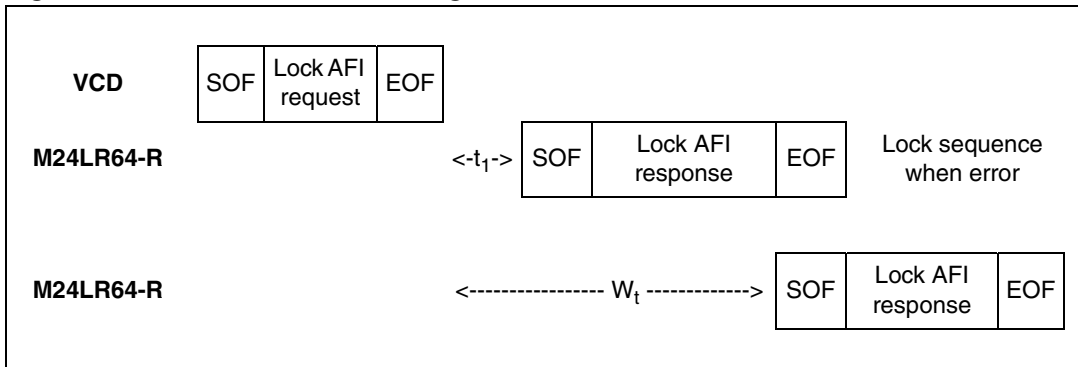 VCD
SOF
Lock AFI
request
EOF
M24LR64-R
<-t1->
SOF
Lock AFI
response
EOF
Lock sequence
when error
M24LR64-R
<----------------- Wt ------------->
SOF
Lock AFI
response
EOF